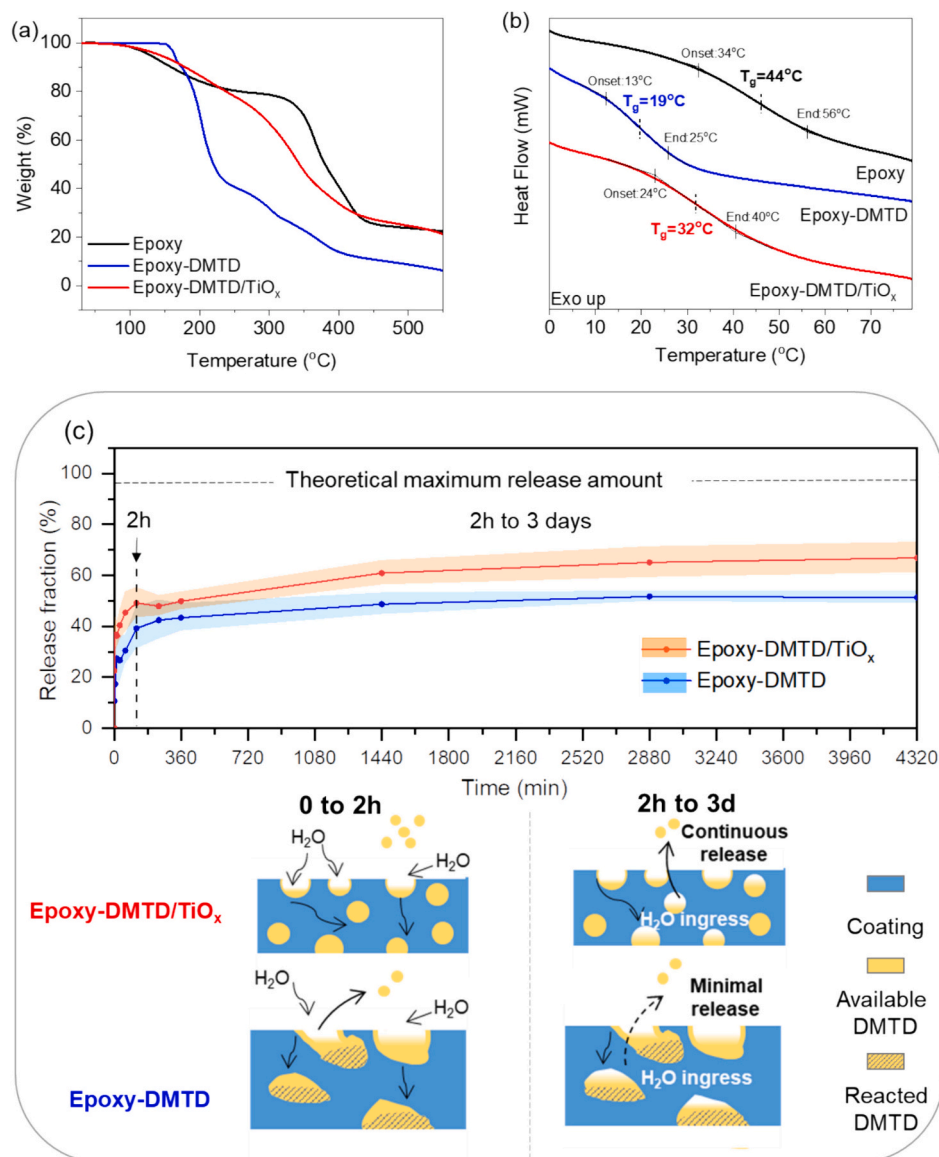 (a)
100
80
60
40
20
0
Weight (%)
Epoxy
Epoxy-DMTD
Epoxy-DMTD/TiOₓ
100 200 300 400 500
Temperature (°C)
(b)
Heat Flow (mW)
Onset:34°C
Tg=44°C
Onset:13°C
Tg=19°C
End:56°C
End:25°C
Epoxy
Onset:24°C
Epoxy-DMTD
End:40°C
Tg=32°C
Epoxy-DMTD/TiOₓ
Exo up
0 10 20 30 40 50 60 70
Temperature (°C)
(c)
100
80
60
40
20
0
Release fraction (%)
Theoretical maximum release amount
2h
2h to 3 days
Epoxy-DMTD/TiOₓ
Epoxy-DMTD
0 360 720 1080 1440 1800 2160 2520 2880 3240 3600 3960 4320
Time (min)
0 to 2h
2h to 3d
H₂O
H₂O
Continuous
release
Epoxy-DMTD/TiOₓ
H₂O ingress
Coating
H₂O
H₂O
Minimal
release
Available
DMTD
Epoxy-DMTD
H₂O ingress
Reacted
DMTD